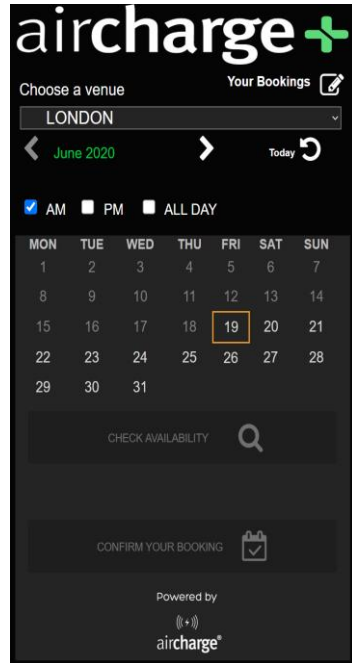 aircharge
Your Bookings
Choose a venue
LONDON
June 2020
Today
AM PM ALL DAY
MON TUE WED THU FRI SAT SUN
1 2 3 4 5 6 7
8 9 10 11 12 13 14
15 16 17 18 19 20 21
22 23 24 25 26 27 28
29 30 31
CHECK AVAILABILITY
CONFIRM YOUR BOOKING
Powered by
aircharge®